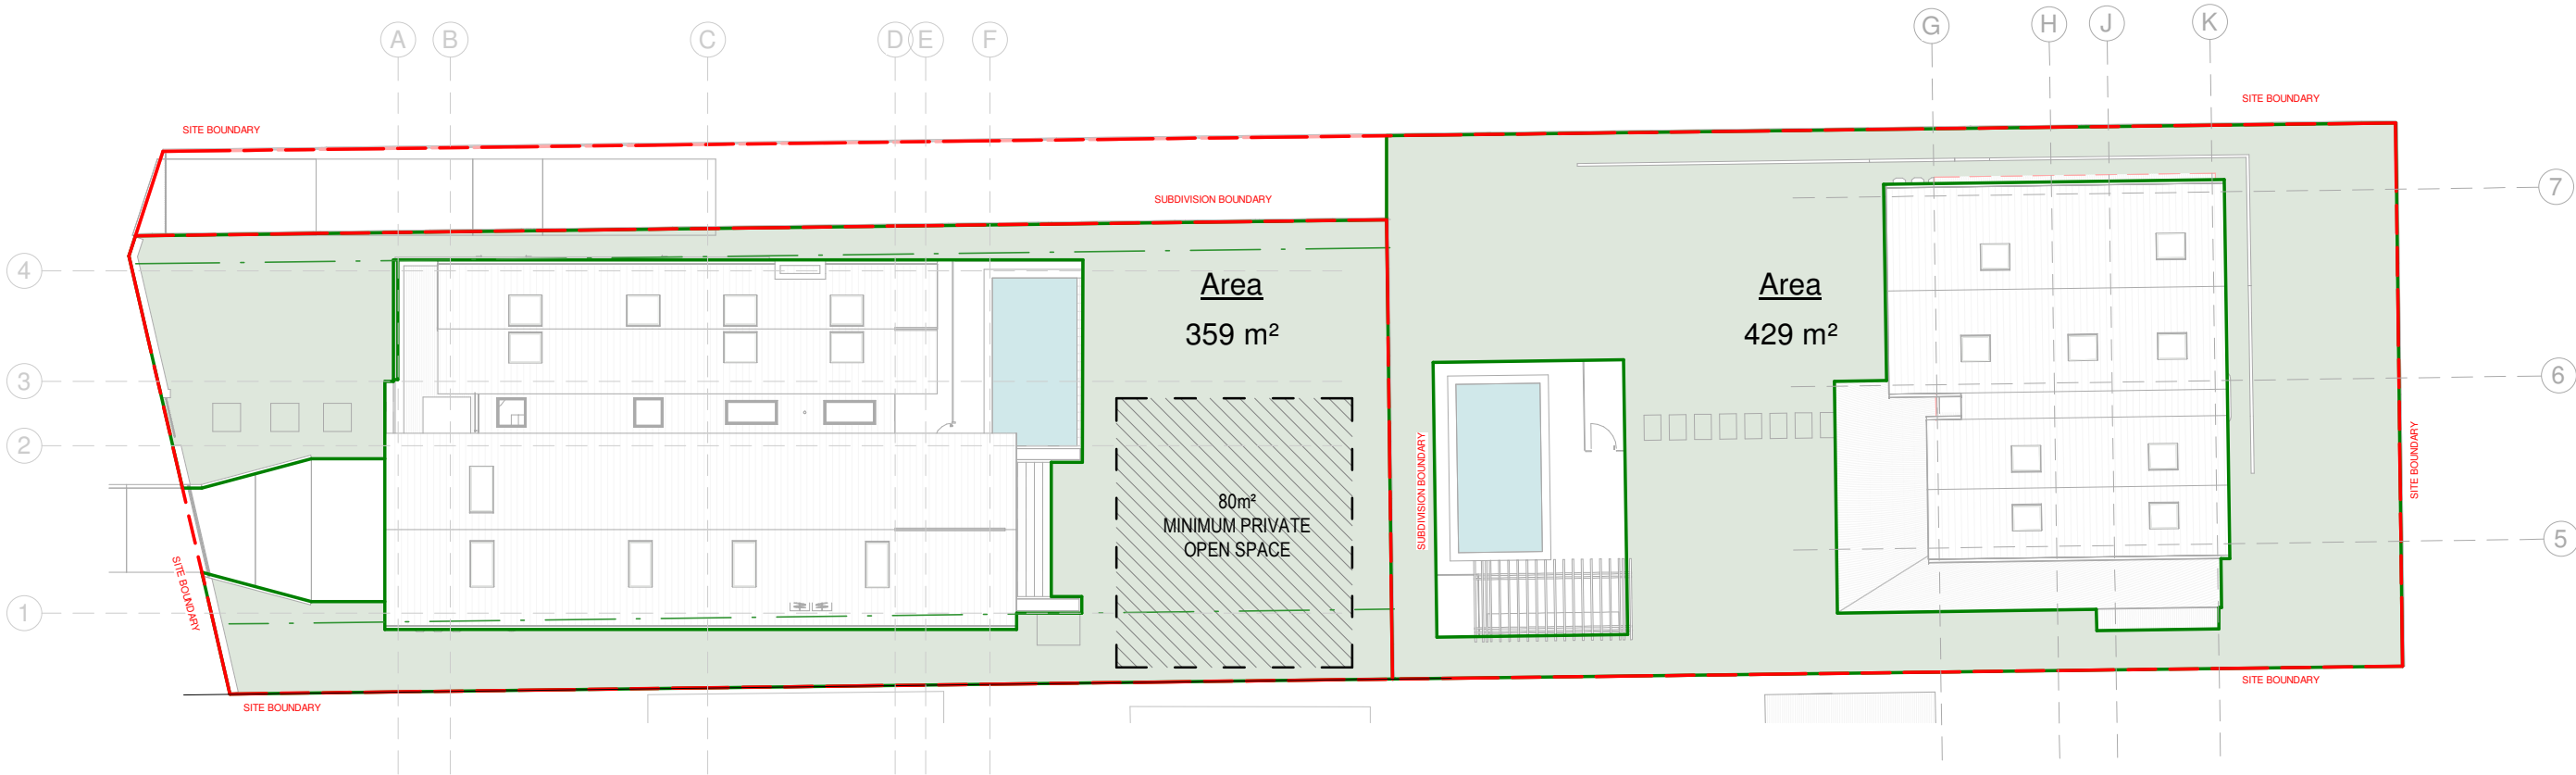 A
B
C
D
E
F
G
H
J
K
SITE BOUNDARY
SITE BOUNDARY
SUBDIVISION BOUNDARY
7
4
Area
359 m²
Area
429 m²
3
6
2
SUBDIVISION BOUNDARY
SITE BOUNDARY
80m²
MINIMUM PRIVATE
OPEN SPACE
5
SITE BOUNDARY
1
SITE BOUNDARY
SITE BOUNDARY